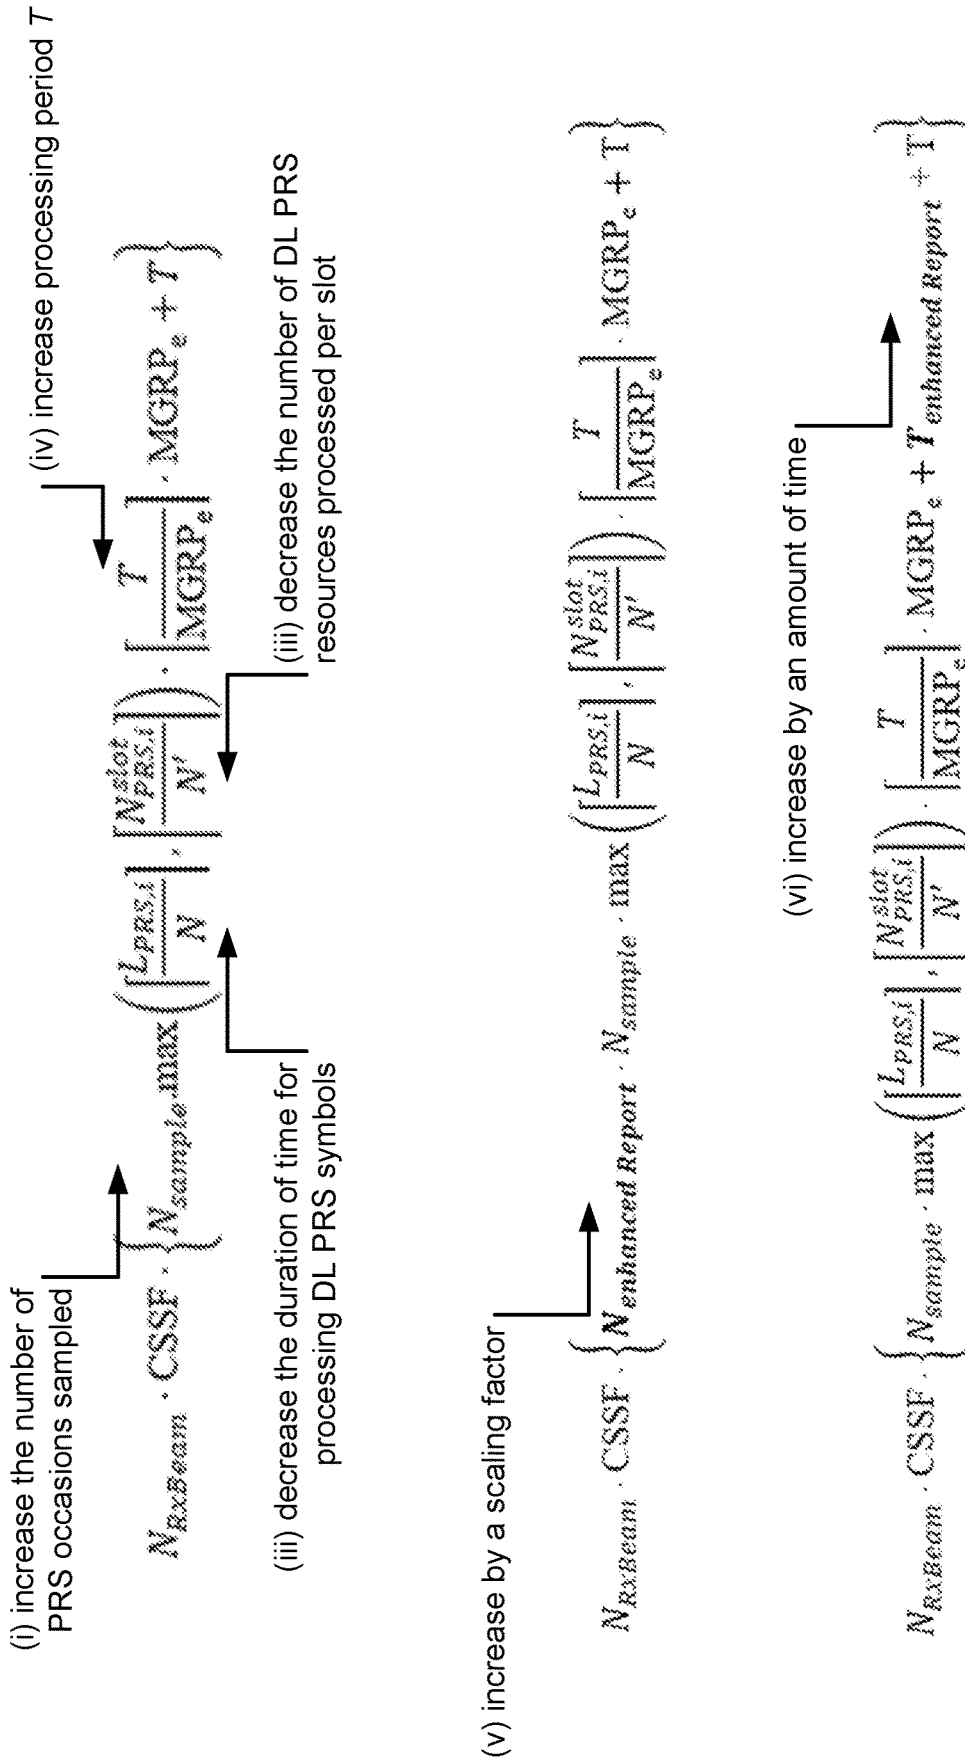 (i) increase the number of
PRS occasions sampled
(iv) increase processing period T
N_{RxBeam} · CSSF · { N_{sample} · max ( ⌈ L_{PRS,i} / N ⌉ , ⌈ N_{PRS,i}^{slot} / N' ⌉ ) · ⌈ T / MGRP_e ⌉ · MGRP_e + T }
(iii) decrease the duration of time for
processing DL PRS symbols
(iii) decrease the number of DL PRS
resources processed per slot
(v) increase by a scaling factor
N_{RxBeam} · CSSF · { N_{enhanced Report} · N_{sample} · max ( ⌈ L_{PRS,i} / N ⌉ , ⌈ N_{PRS,i}^{slot} / N' ⌉ ) · ⌈ T / MGRP_e ⌉ · MGRP_e + T }
(vi) increase by an amount of time
N_{RxBeam} · CSSF · { N_{sample} · max ( ⌈ L_{PRS,i} / N ⌉ , ⌈ N_{PRS,i}^{slot} / N' ⌉ ) · ⌈ T / MGRP_e ⌉ · MGRP_e + T_{enhanced Report} + T }